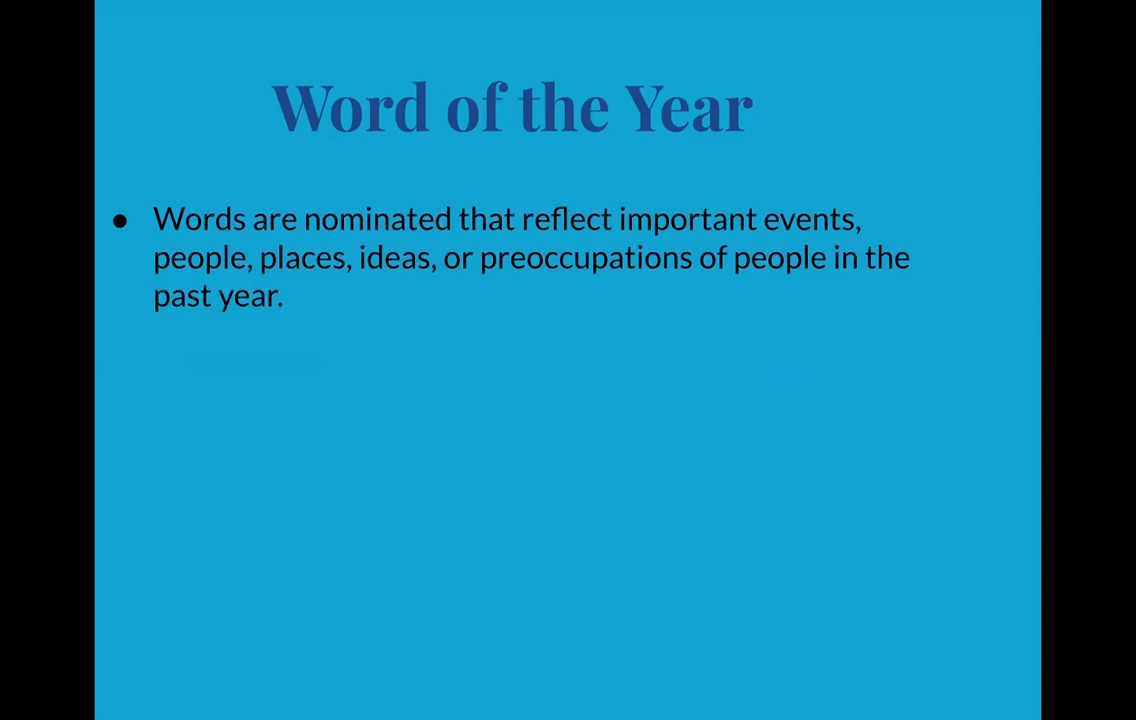 Word of the Year
● Words are nominated that reflect important events,
people, places, ideas, or preoccupations of people in the
past year.